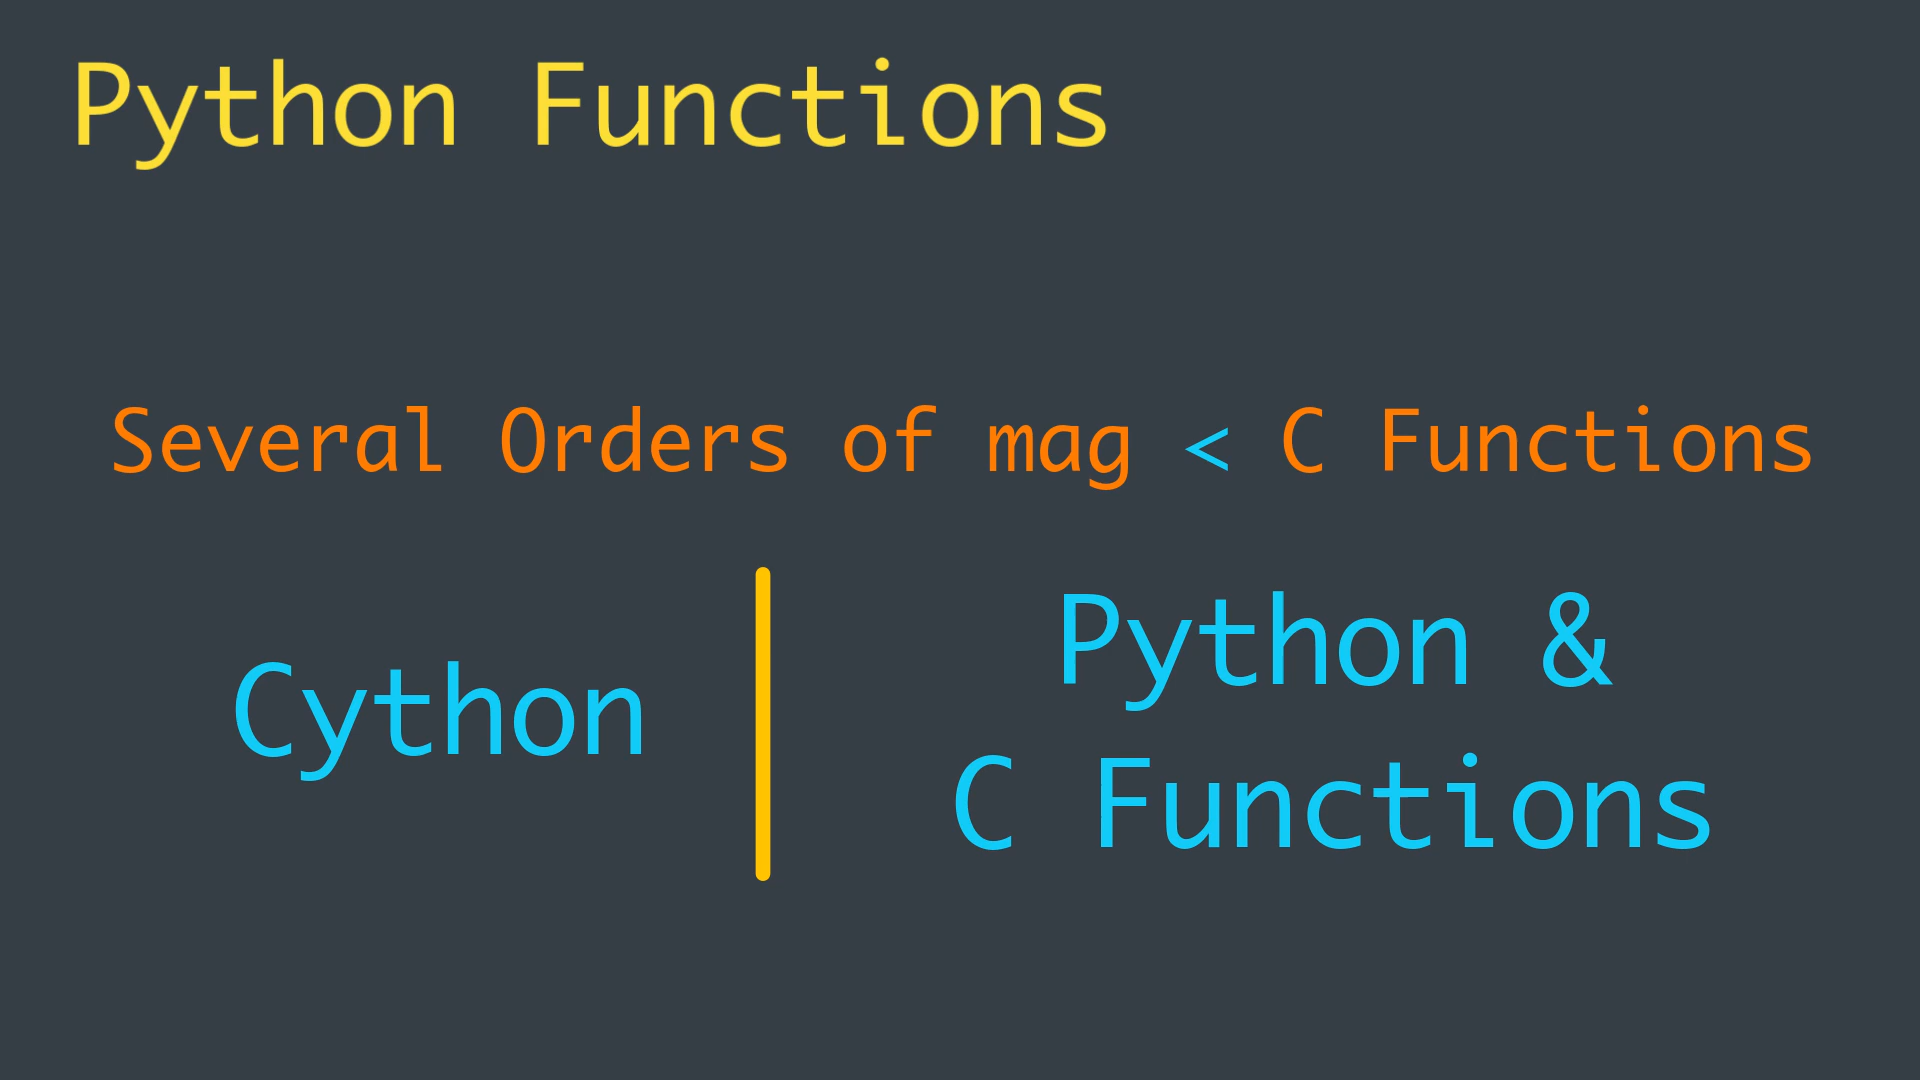 Python Functions
Several Orders of mag < C Functions
Cython
Python &
C Functions